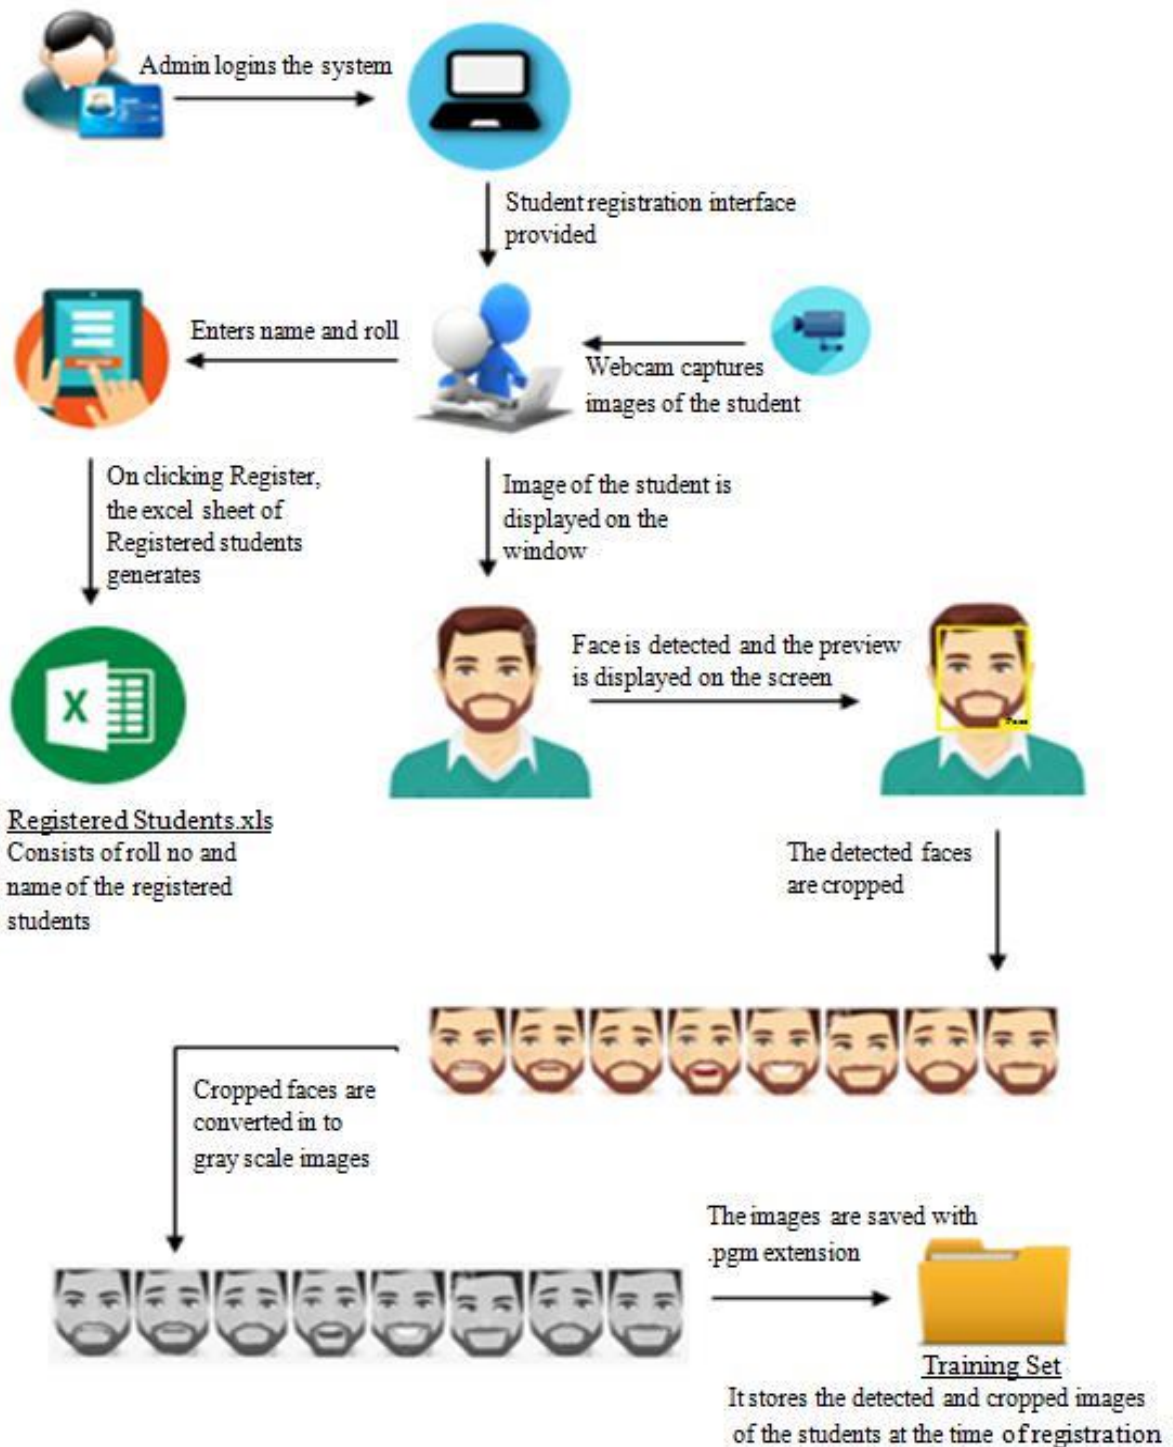 Admin logins the system
Student registration interface
provided
Enters name and roll
Webcam captures
images of the student
On clicking Register,
the excel sheet of
Registered students
generates
Image of the student is
displayed on the
window
Face is detected and the preview
is displayed on the screen
X
Registered Students.xls
Consists of roll no and
name of the registered
students
The detected faces
are cropped
Cropped faces are
converted in to
gray scale images
The images are saved with
.pgm extension
Training Set
It stores the detected and cropped images
of the students at the time of registration